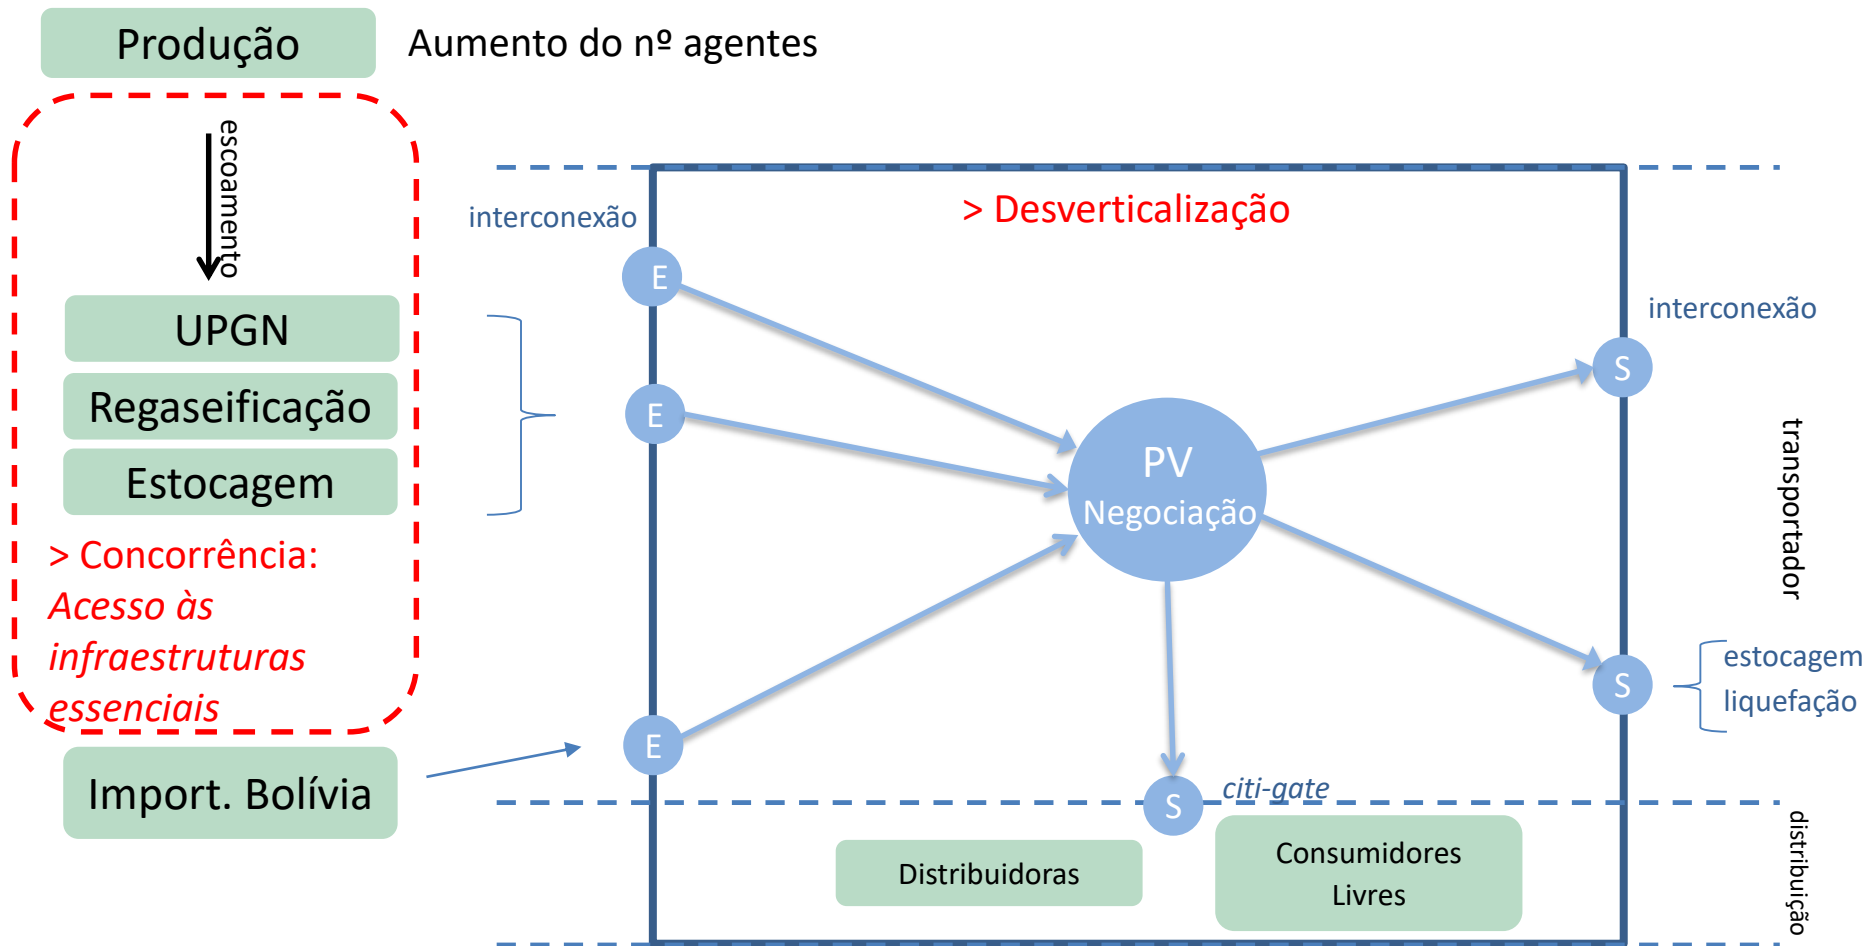 Produção
Aumento do nº agentes
escoamento
UPGN
Regaseificação
Estocagem
> Concorrência:
Acesso às
infraestruturas
essenciais
Import. Bolívia
interconexão
> Desverticalização
E
E
E
PV
Negociação
interconexão
S
S
S
transportador
estocagem
liquefação
citi-gate
Distribuidoras
Consumidores
Livres
distribuição